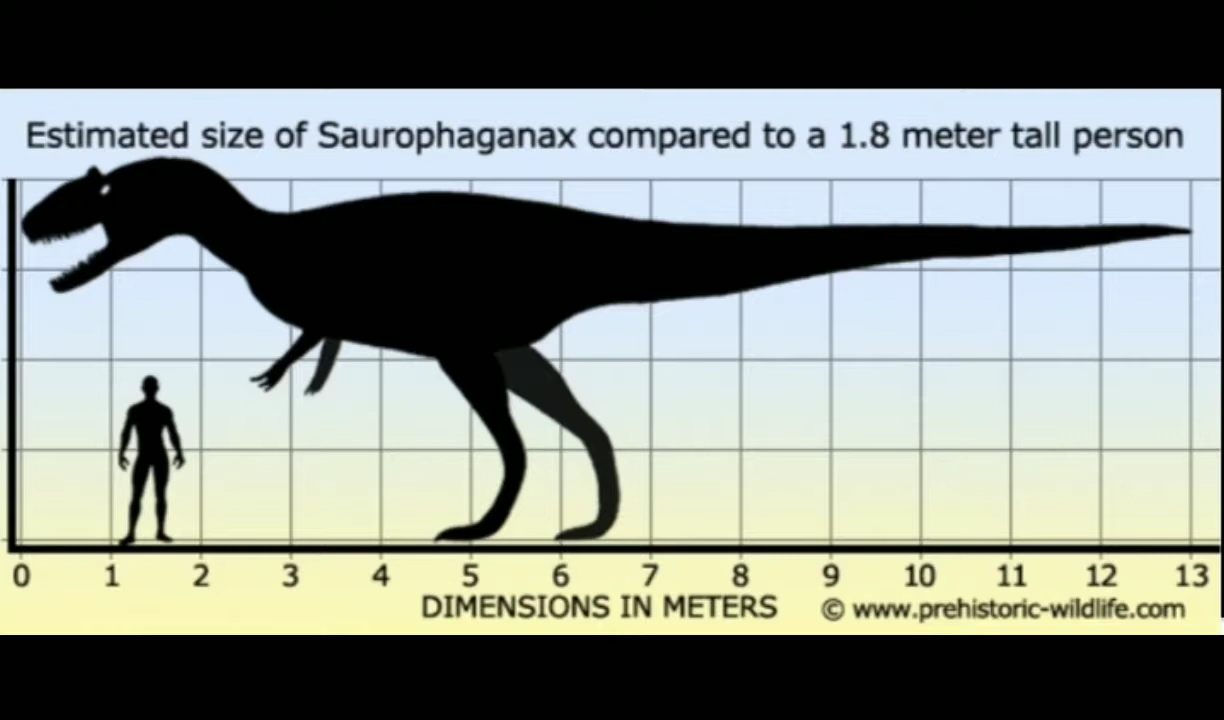 Estimated size of Saurophaganax compared to a 1.8 meter tall person
0 1 2 3 4 5 6 7 8 9 10 11 12 13
DIMENSIONS IN METERS © www.prehistoric-wildlife.com